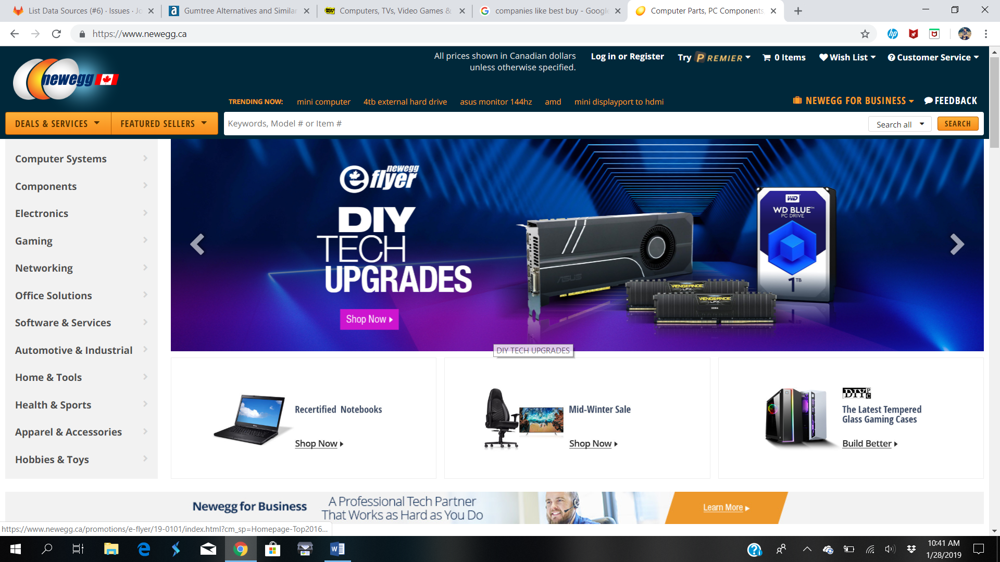 List Data Sources (#6) · Issues · Jo
Gumtree Alternatives and Similar
Computers, TVs, Video Games &
companies like best buy - Google
Computer Parts, PC Components
https://www.newegg.ca
All prices shown in Canadian dollars
unless otherwise specified.
Log in or Register
Try PREMIER
0 Items
Wish List
Customer Service
newegg
TRENDING NOW:
mini computer
4tb external hard drive
asus monitor 144hz
amd
mini displayport to hdmi
NEWEGG FOR BUSINESS
FEEDBACK
DEALS & SERVICES
FEATURED SELLERS
Keywords, Model # or Item #
Search all
SEARCH
Computer Systems
Components
Electronics
Gaming
Networking
Office Solutions
Software & Services
Automotive & Industrial
Home & Tools
Health & Sports
Apparel & Accessories
Hobbies & Toys
newegg
flyer
DIY
TECH
UPGRADES
Shop Now
ASUS
VENGEANCE
LPX
VENGEANCE
LPX
DDR4
WD
WD BLUE™
PC DRIVE
1TB
DIY TECH UPGRADES
Recertified Notebooks
Shop Now
Mid-Winter Sale
Shop Now
DIYPC
The Latest Tempered
Glass Gaming Cases
Build Better
Newegg for Business
A Professional Tech Partner
That Works as Hard as You Do
Learn More
https://www.newegg.ca/promotions/e-flyer/19-0101/index.html?cm_sp=Homepage-Top2016...
10:41 AM
1/28/2019